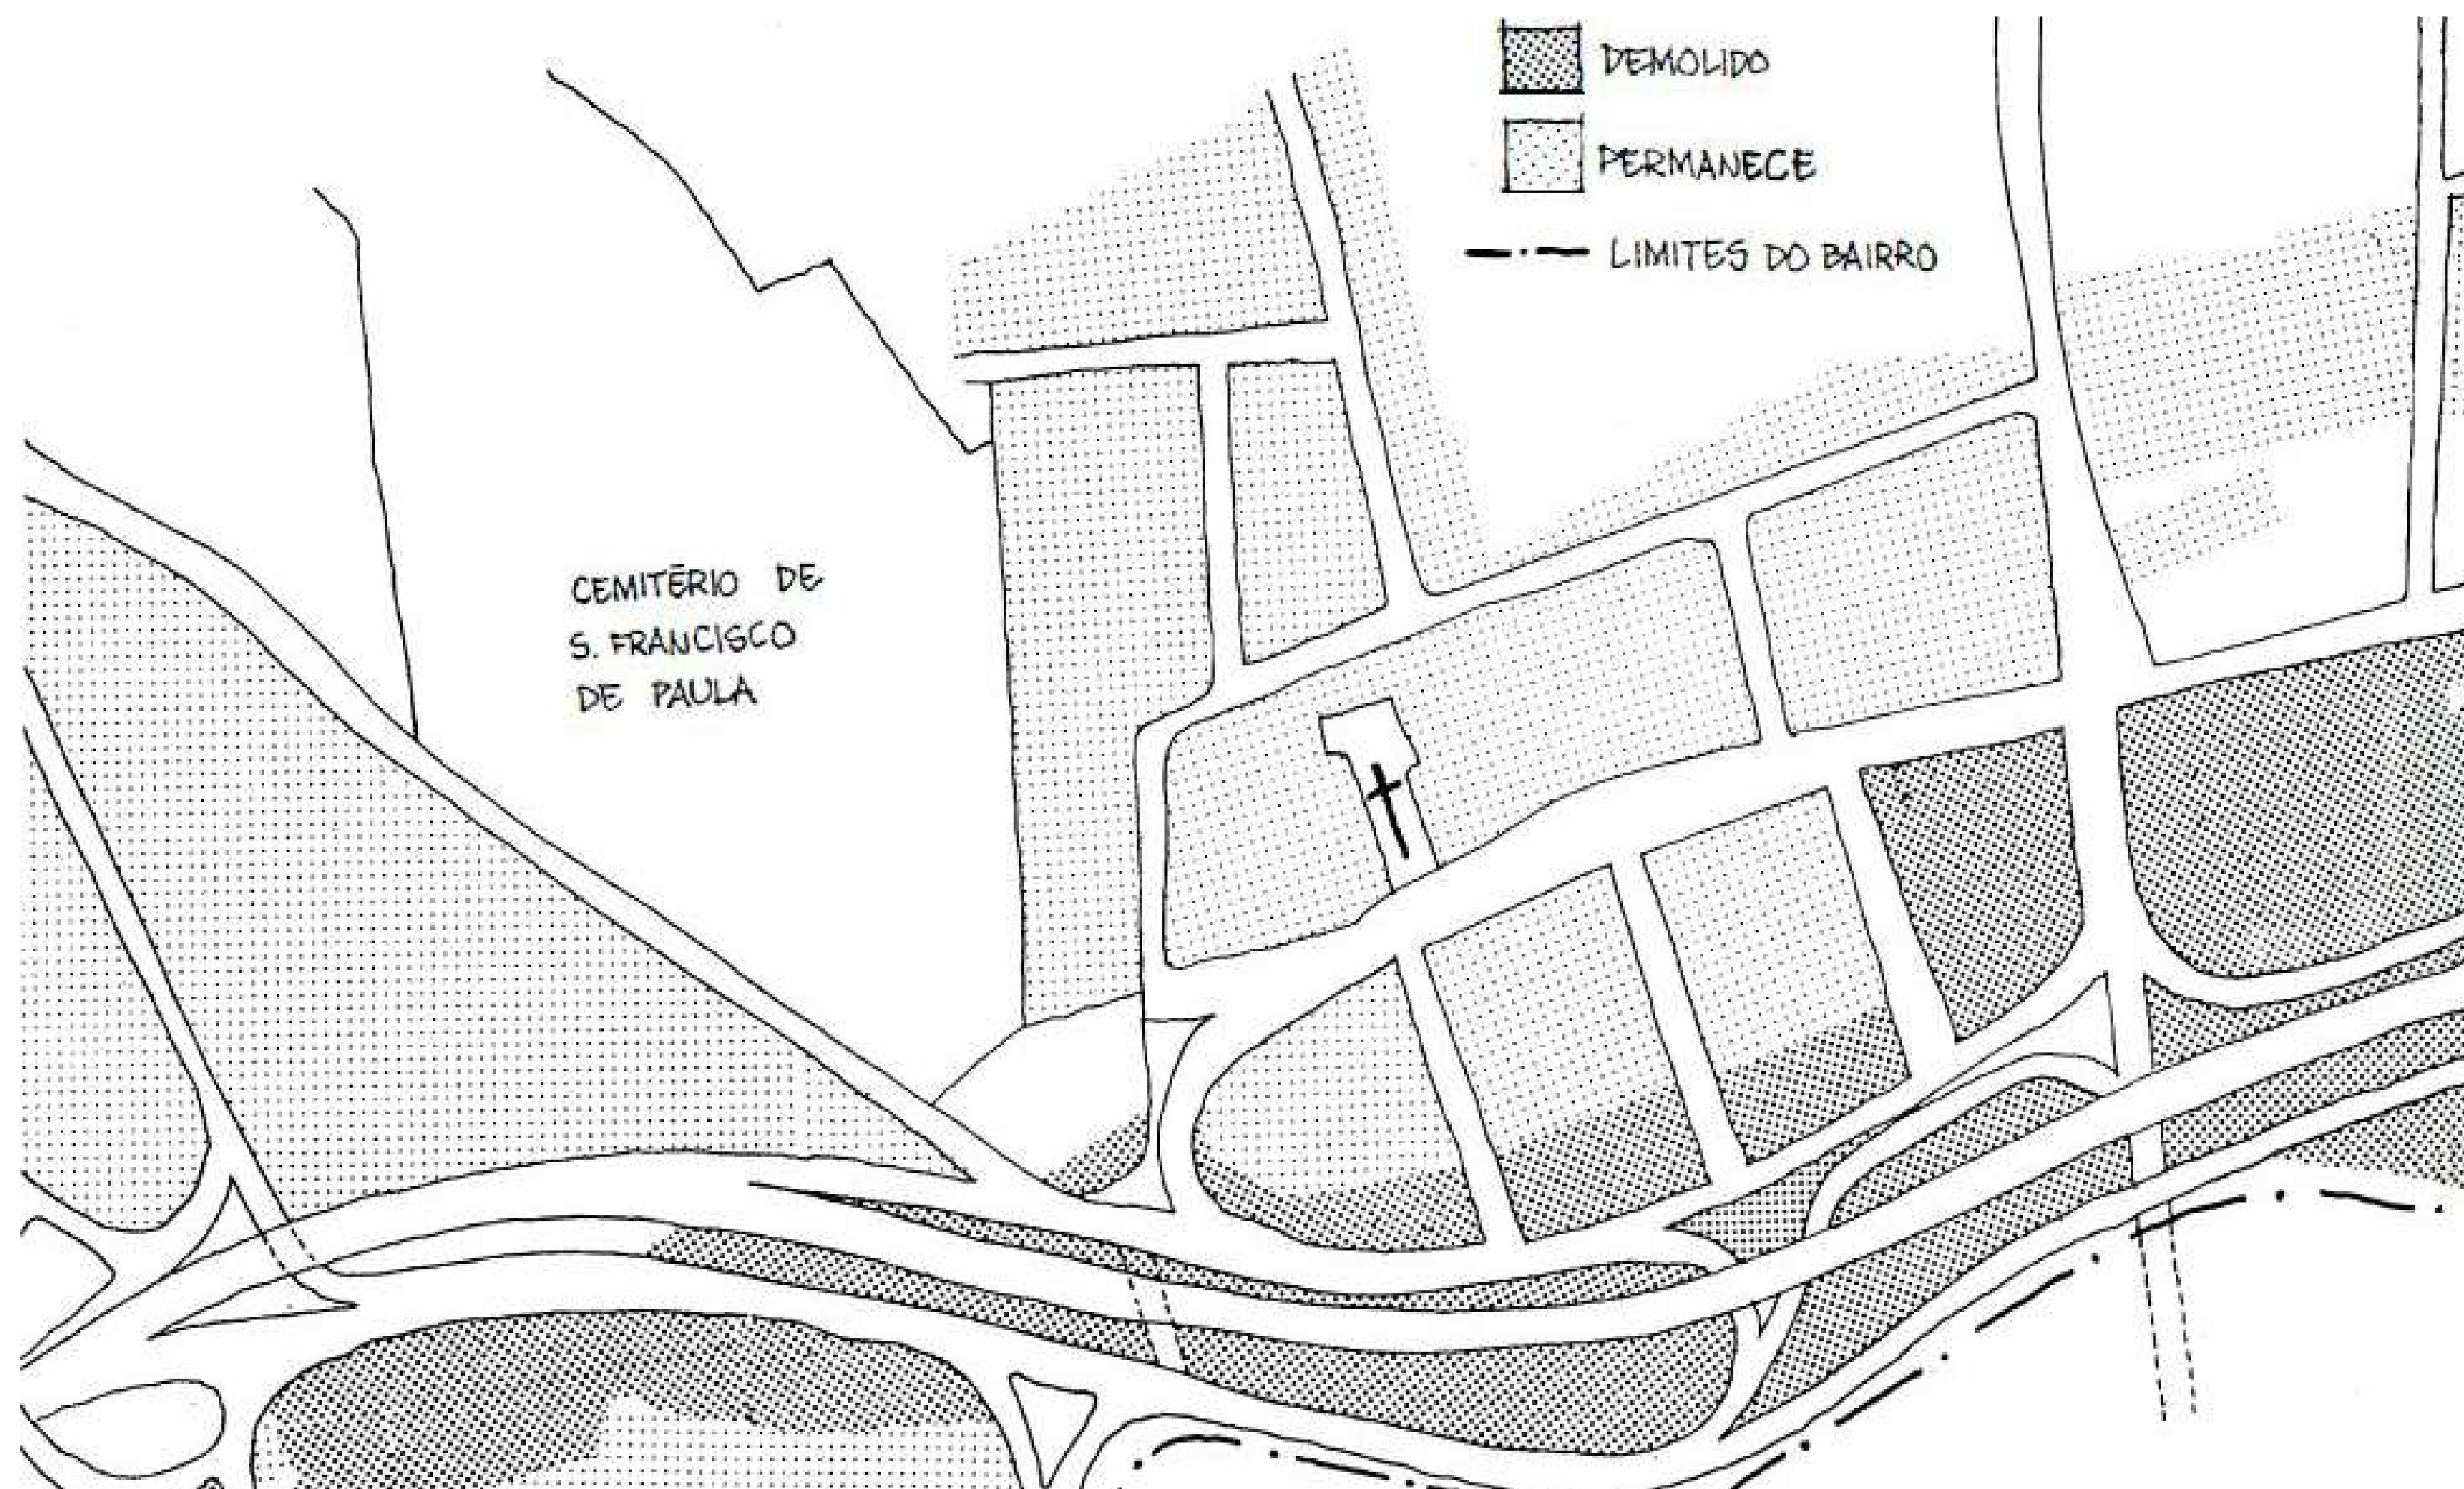 DEMOLIDO
PERMANECE
LIMITES DO BAIRRO
CEMITÉRIO DE
S. FRANCISCO
DE PAULA